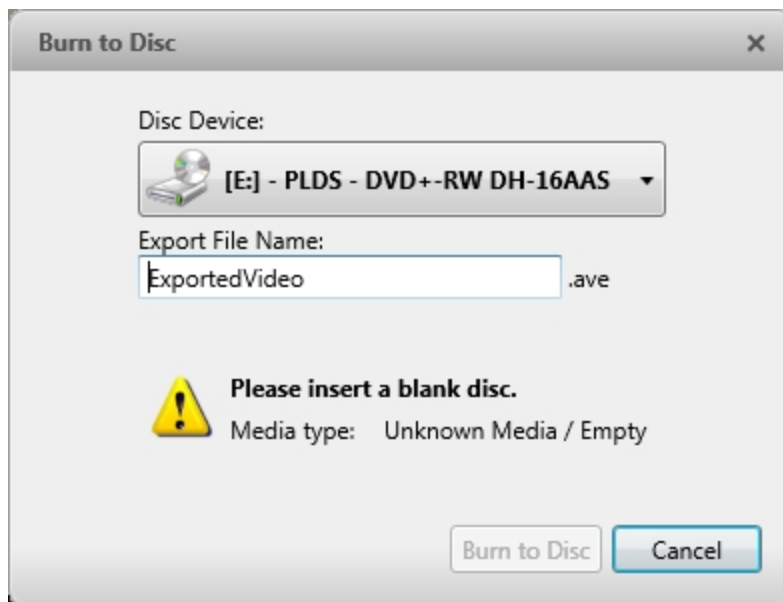 Burn to Disc
Disc Device:
[E:] - PLDS - DVD+-RW DH-16AAS
Export File Name:
ExportedVideo .ave
Please insert a blank disc.
Media type: Unknown Media / Empty
Burn to Disc Cancel